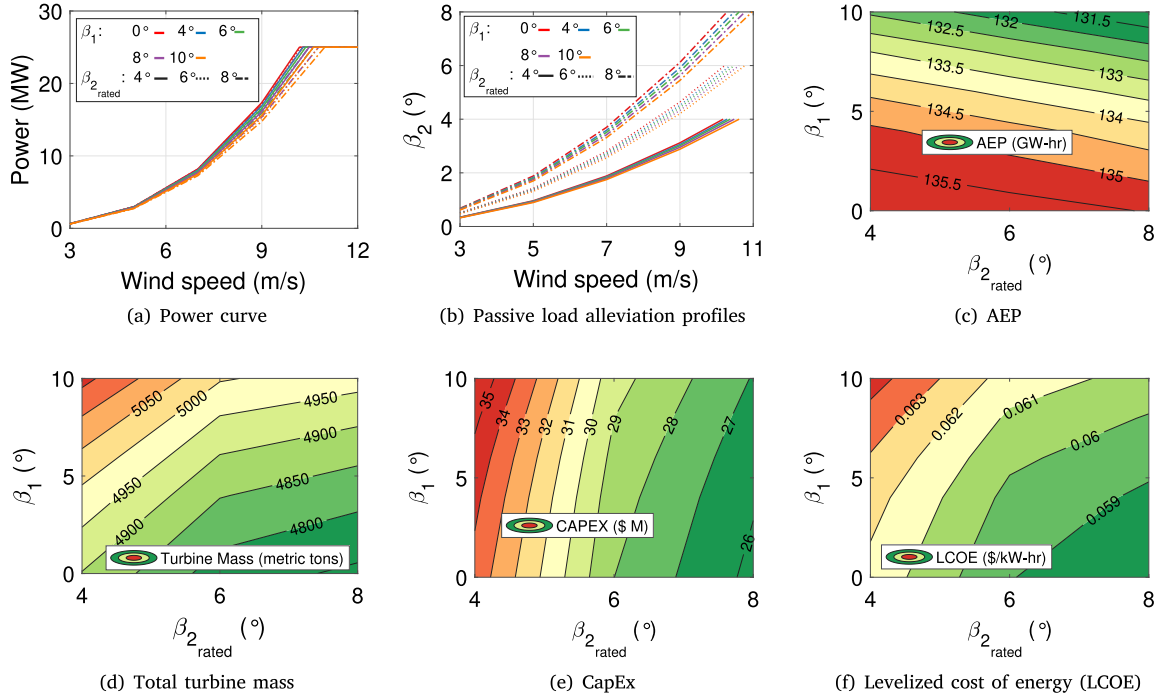 β1: 0° 4° 6°
8° 10°
β2rated: 4° 6° 8°
30
20
10
0
Power (MW)
3 5 7 9 12
Wind speed (m/s)
(a) Power curve
β1: 0° 4° 6°
8° 10°
β2rated: 4° 6° 8°
8
6
4
2
0
β2 (°)
3 5 7 9 11
Wind speed (m/s)
(b) Passive load alleviation profiles
10
5
0
β1 (°)
132 131.5
132.5
133
133.5
134
134.5
AEP (GW-hr)
135
135.5
4 6 8
β2rated (°)
(c) AEP
10
5
0
β1 (°)
5050 5000
4950
4900
4850
4950
4900
4800
Turbine Mass (metric tons)
4 6 8
β2rated (°)
(d) Total turbine mass
10
5
0
β1 (°)
35 34 33 32 31 30 29 28 27
CAPEX ($ M)
26
4 6 8
β2rated (°)
(e) CapEx
10
5
0
β1 (°)
0.063 0.062 0.061
0.06
0.059
LCOE ($/kW-hr)
4 6 8
β2rated (°)
(f) Levelized cost of energy (LCOE)